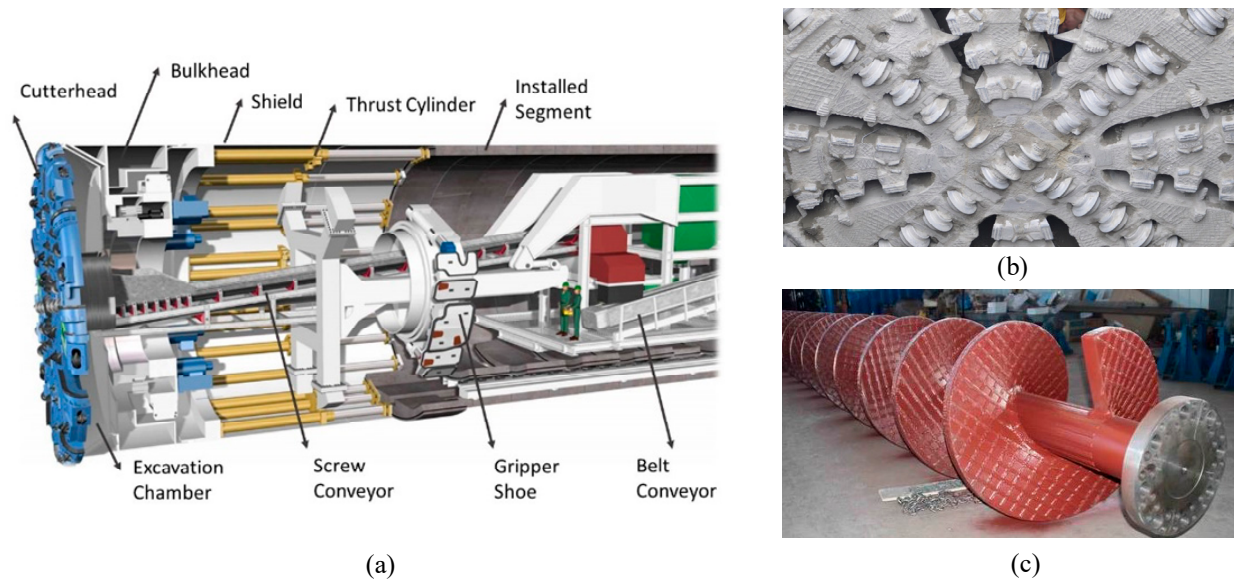 Cutterhead
Bulkhead
Shield
Thrust Cylinder
Installed
Segment
Excavation
Chamber
Screw
Conveyor
Gripper
Shoe
Belt
Conveyor
(a)
(b)
(c)